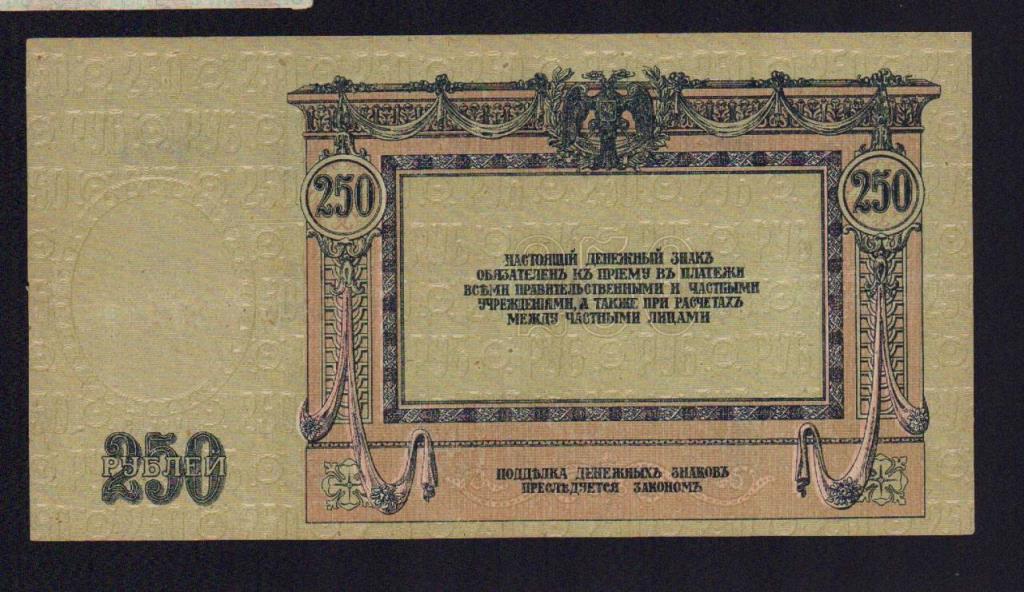 250 250
НАСТОЯЩІЙ ДЕНЕЖНЫЙ ЗНАКЪ
ОБЯЗАТЕЛЕНЪ КЪ ПРІЕМУ ВЪ ПЛАТЕЖИ
ВСѢМИ ПРАВИТЕЛЬСТВЕННЫМИ И ЧАСТНЫМИ
УЧРЕЖДЕНІЯМИ, А ТАКЖЕ ПРИ РАСЧЕТАХЪ
МЕЖДУ ЧАСТНЫМИ ЛИЦАМИ
250
РУБЛЕЙ
ПОДДѢЛКА ДЕНЕЖНЫХЪ ЗНАКОВЪ
ПРЕСЛѢДУЕТСЯ ЗАКОНОМЪ